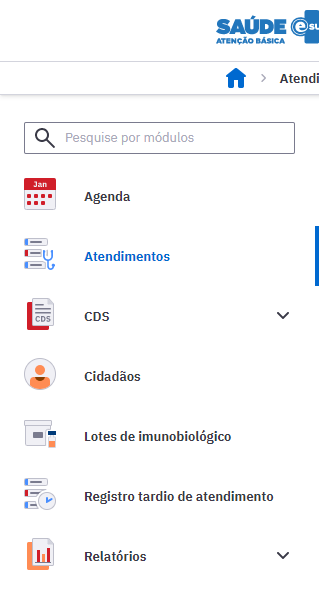 SAÚDE
ATENÇÃO BÁSICA
e su
Atendi
Pesquise por módulos
Jan
Agenda
Atendimentos
CDS
CDS
Cidadãos
Lotes de imunobiológico
Registro tardio de atendimento
Relatórios